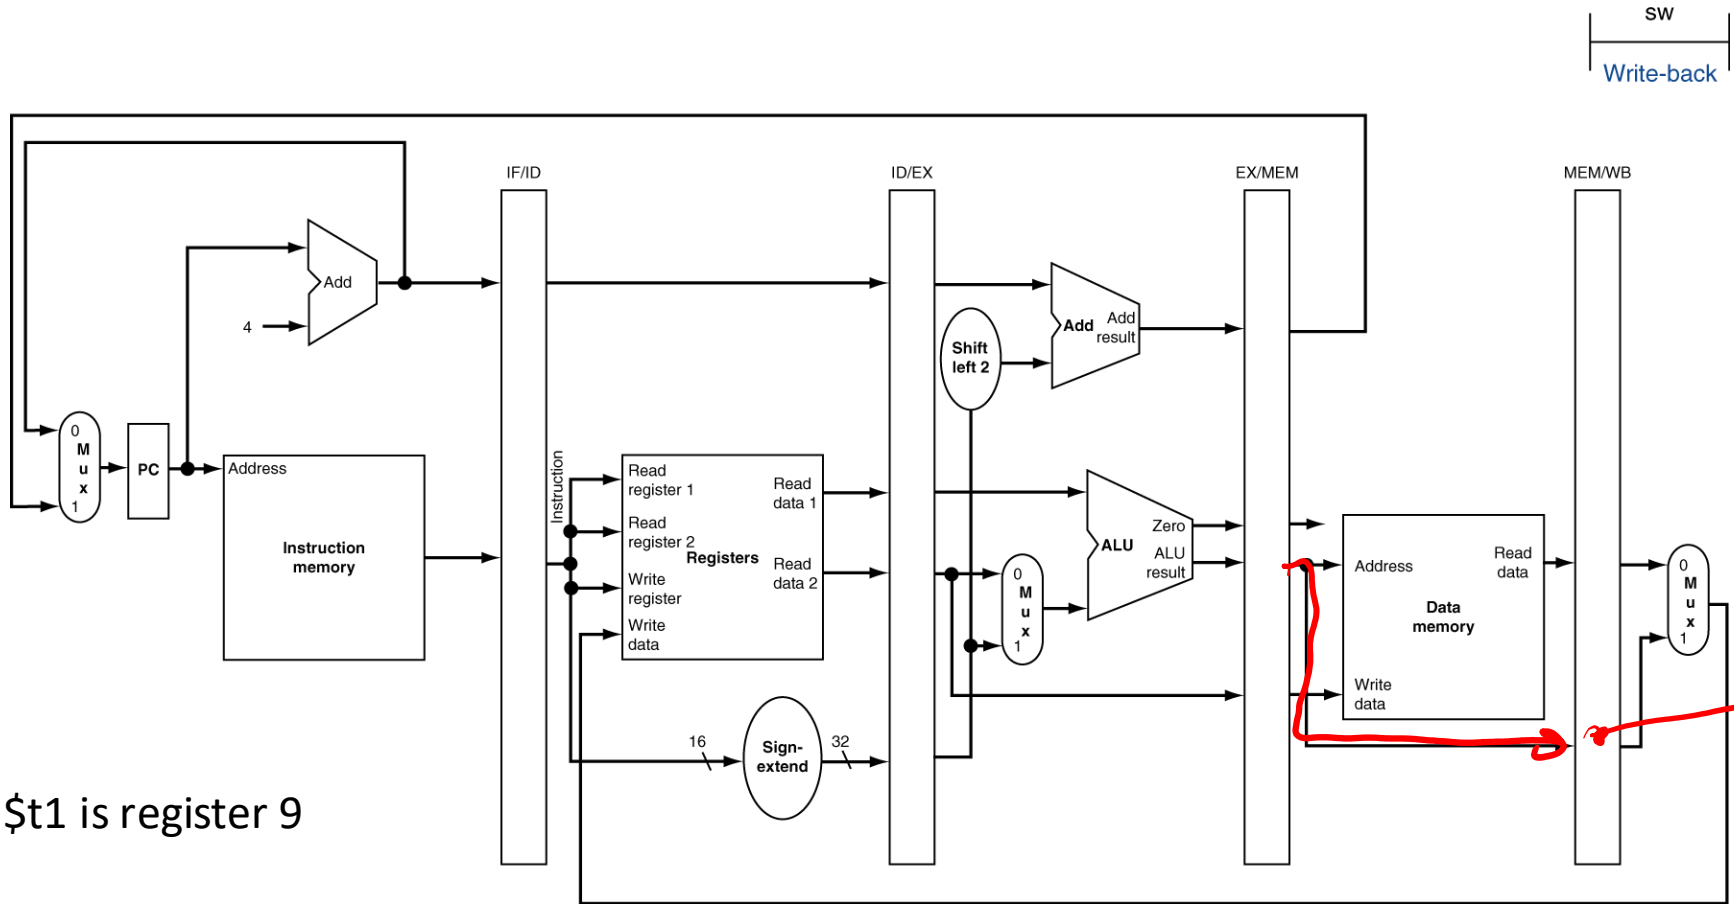 SW
Write-back
IF/ID
ID/EX
EX/MEM
MEM/WB
Add
4
Shift
left 2
Add
Add
result
0
M
u
x
1
PC
Address
Instruction
memory
Instruction
Read
register 1
Read
register 2
Write
register
Write
data
Registers
Read
data 1
Read
data 2
16
Sign-
extend
32
0
M
u
x
1
ALU
Zero
ALU
result
Address
Write
data
Data
memory
Read
data
0
M
u
x
1
$t1 is register 9